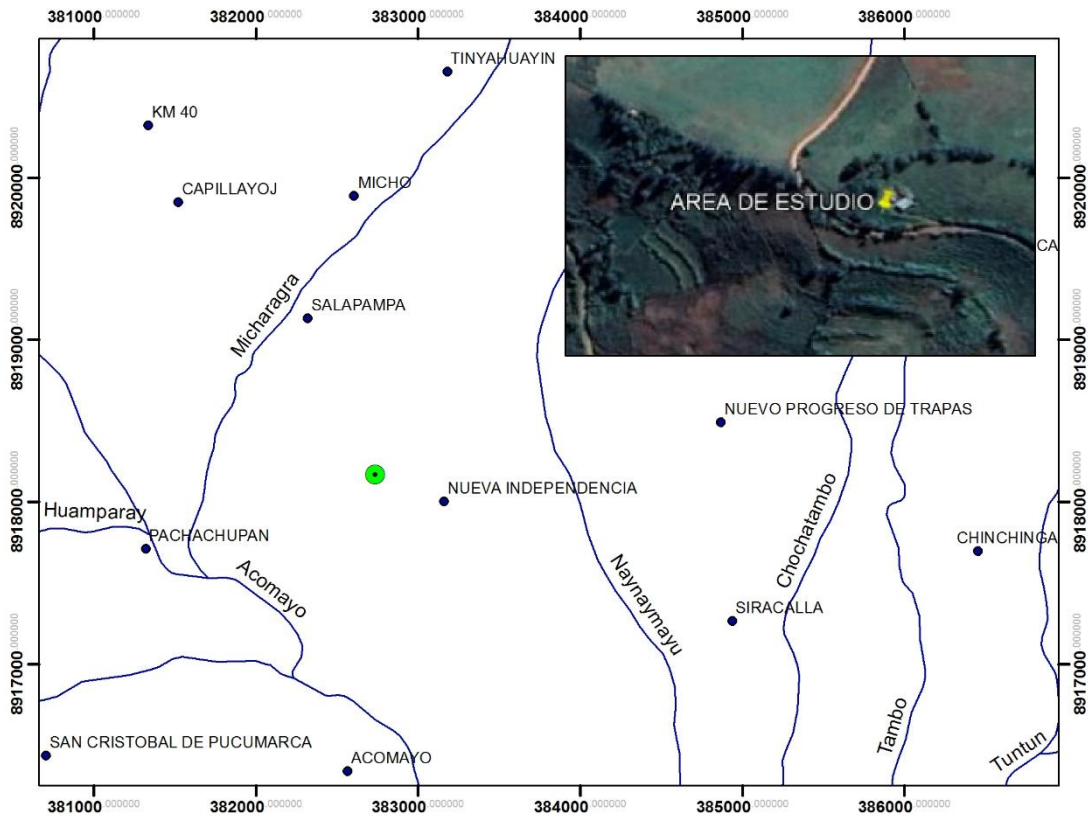 381000.000000 382000.000000 383000.000000 384000.000000 385000.000000 386000.000000
TINYAHUAYIN
KM 40
CAPILLAYOJ
MICHO
AREA DE ESTUDIO
CA
SALAPAMPA
Micharagra
NUEVO PROGRESO DE TRAPAS
NUEVA INDEPENDENCIA
Huamparay
PACHACHUPAN
Acomayo
Naynaymayu
Chochatambo
CHINCHINGA
SIRACALLA
Tambo
Tuntun
SAN CRISTOBAL DE PUCUMARCA
ACOMAYO
8920000.000000
8919000.000000
8918000.000000
8917000.000000
8920000.000000
8919000.000000
8918000.000000
8917000.000000
381000.000000 382000.000000 383000.000000 384000.000000 385000.000000 386000.000000